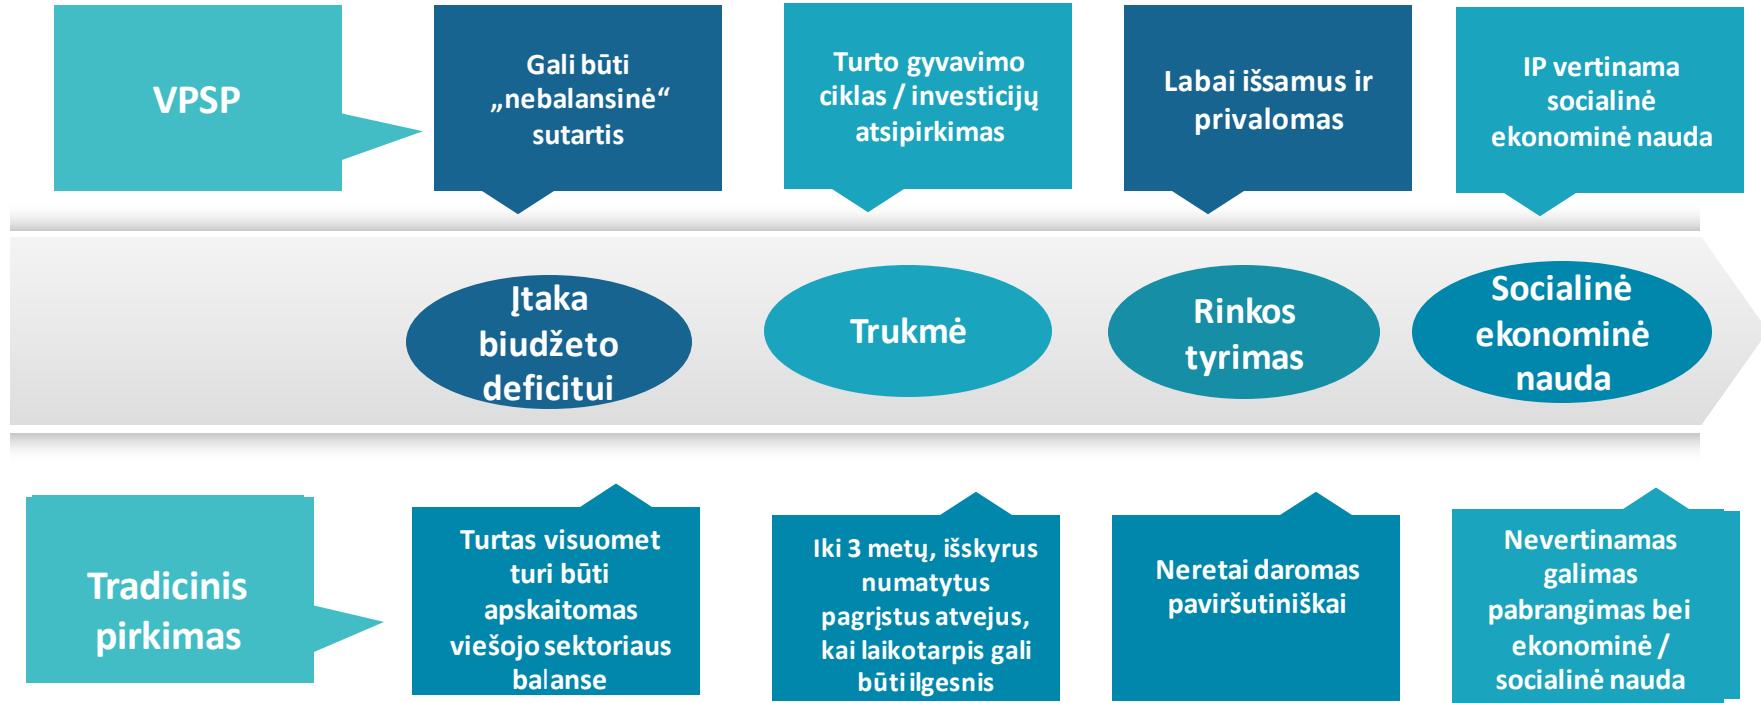 VPSP
Gali būti
„nebalansinė“
sutartis
Turto gyvavimo
ciklas / investicijų
atsipirkimas
Labai išsamus ir
privalomas
IP vertinama
socialinė
ekonominė nauda
Įtaka
biudžeto
deficitui
Trukmė
Rinkos
tyrimas
Socialinė
ekonominė
nauda
Tradicinis
pirkimas
Turtas visuomet
turi būti
apskaitomas
viešojo sektoriaus
balanse
Iki 3 metų, išskyrus
numatytus
pagrįstus atvejus,
kai laikotarpis gali
būti ilgesnis
Neretai daromas
paviršutiniškai
Nevertinamas
galimas
pabrangimas bei
ekonominė /
socialinė nauda